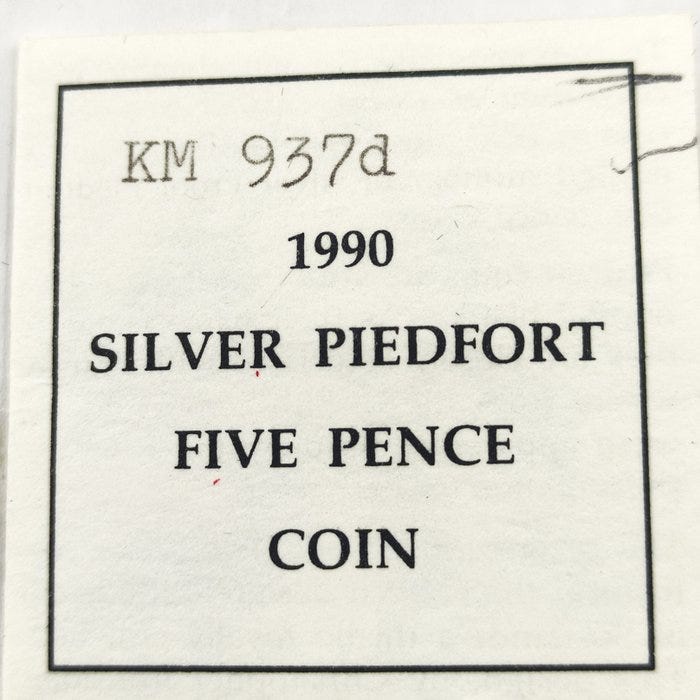 KM 937d
1990
SILVER PIEDFORT
FIVE PENCE
COIN